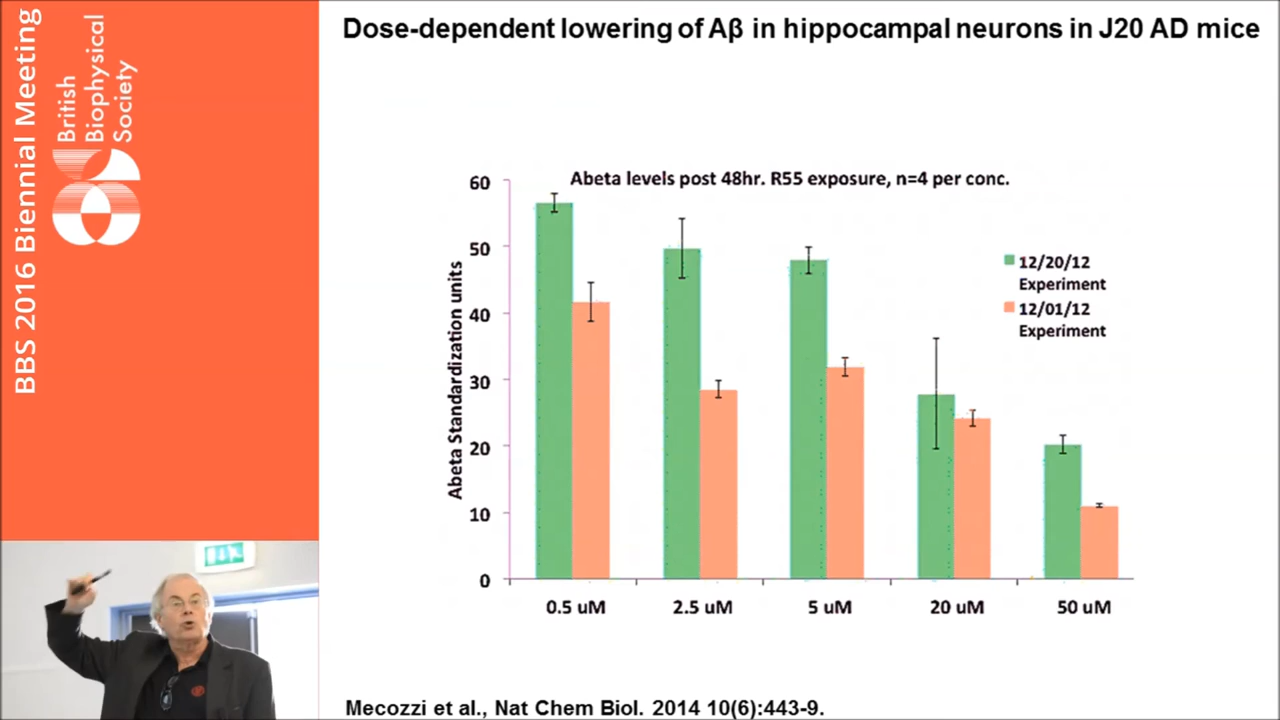 BBS 2016 Biennial Meeting
British
Biophysical
Society
Dose-dependent lowering of Aβ in hippocampal neurons in J20 AD mice
Abeta levels post 48hr. R55 exposure, n=4 per conc.
Abeta Standardization units
60
50
40
30
20
10
0
12/20/12
Experiment
12/01/12
Experiment
0.5 uM
2.5 uM
5 uM
20 uM
50 uM
Mecozzi et al., Nat Chem Biol. 2014 10(6):443-9.